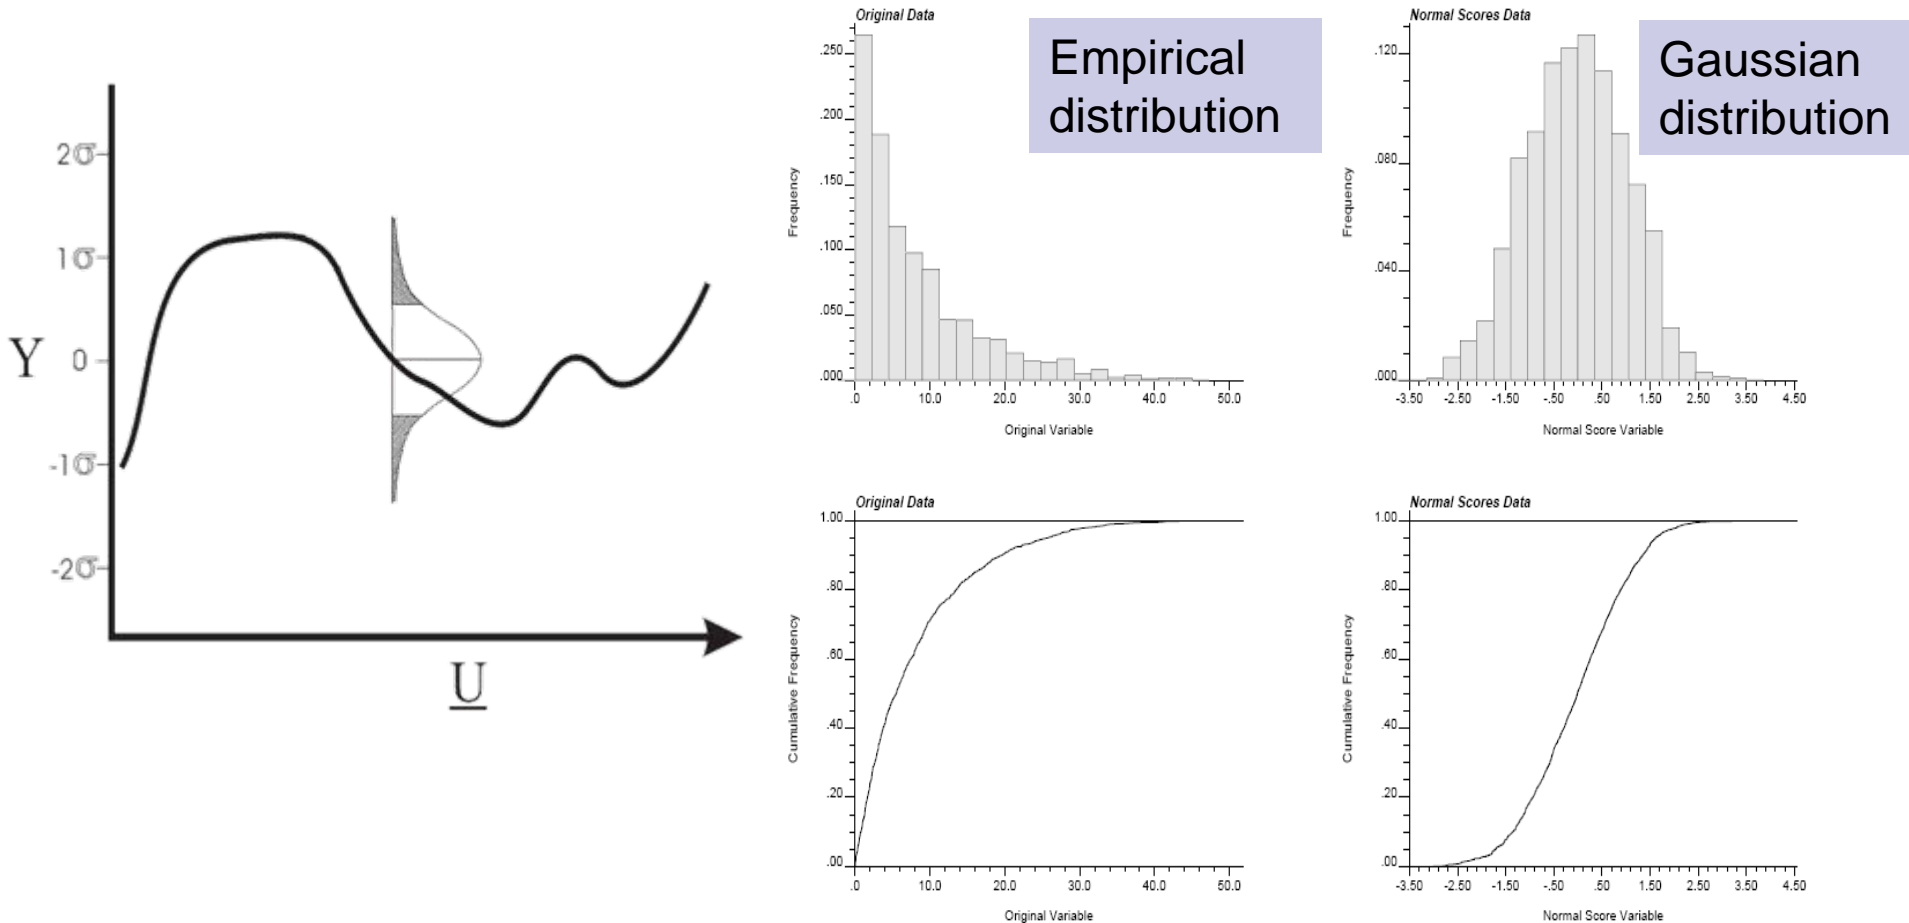 2σ
1σ
Y
0
-1σ
-2σ
U
Original Data
Empirical
distribution
Frequency
.250
.200
.150
.100
.050
.000
.0 10.0 20.0 30.0 40.0 50.0
Original Variable
Normal Scores Data
Gaussian
distribution
Frequency
.120
.080
.040
.000
-3.50 -2.50 -1.50 -.50 .50 1.50 2.50 3.50 4.50
Normal Score Variable
Original Data
Cumulative Frequency
1.00
.80
.60
.40
.20
.00
.0 10.0 20.0 30.0 40.0 50.0
Original Variable
Normal Scores Data
Cumulative Frequency
1.00
.80
.60
.40
.20
.00
-3.50 -2.50 -1.50 -.50 .50 1.50 2.50 3.50 4.50
Normal Score Variable